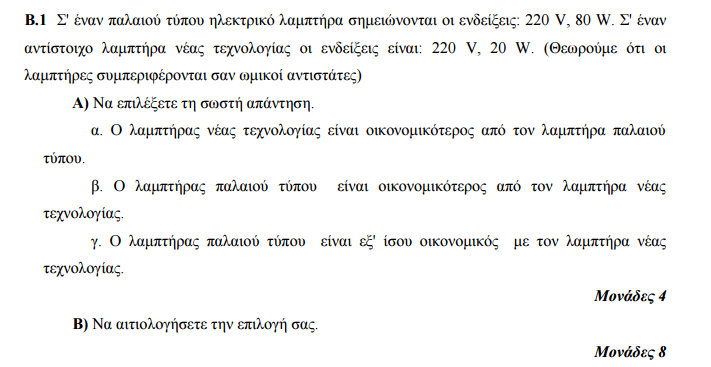 Β.1 Σ' έναν παλαιού τύπου ηλεκτρικό λαμπτήρα σημειώνονται οι ενδείξεις: 220 V, 80 W. Σ' έναν
αντίστοιχο λαμπτήρα νέας τεχνολογίας οι ενδείξεις είναι: 220 V, 20 W. (Θεωρούμε ότι οι
λαμπτήρες συμπεριφέρονται σαν ωμικοί αντιστάτες)
Α) Να επιλέξετε τη σωστή απάντηση.
α. Ο λαμπτήρας νέας τεχνολογίας είναι οικονομικότερος από τον λαμπτήρα παλαιού
τύπου.
β. Ο λαμπτήρας παλαιού τύπου είναι οικονομικότερος από τον λαμπτήρα νέας
τεχνολογίας.
γ. Ο λαμπτήρας παλαιού τύπου είναι εξ' ίσου οικονομικός με τον λαμπτήρα νέας
τεχνολογίας.
Μονάδες 4
Β) Να αιτιολογήσετε την επιλογή σας.
Μονάδες 8